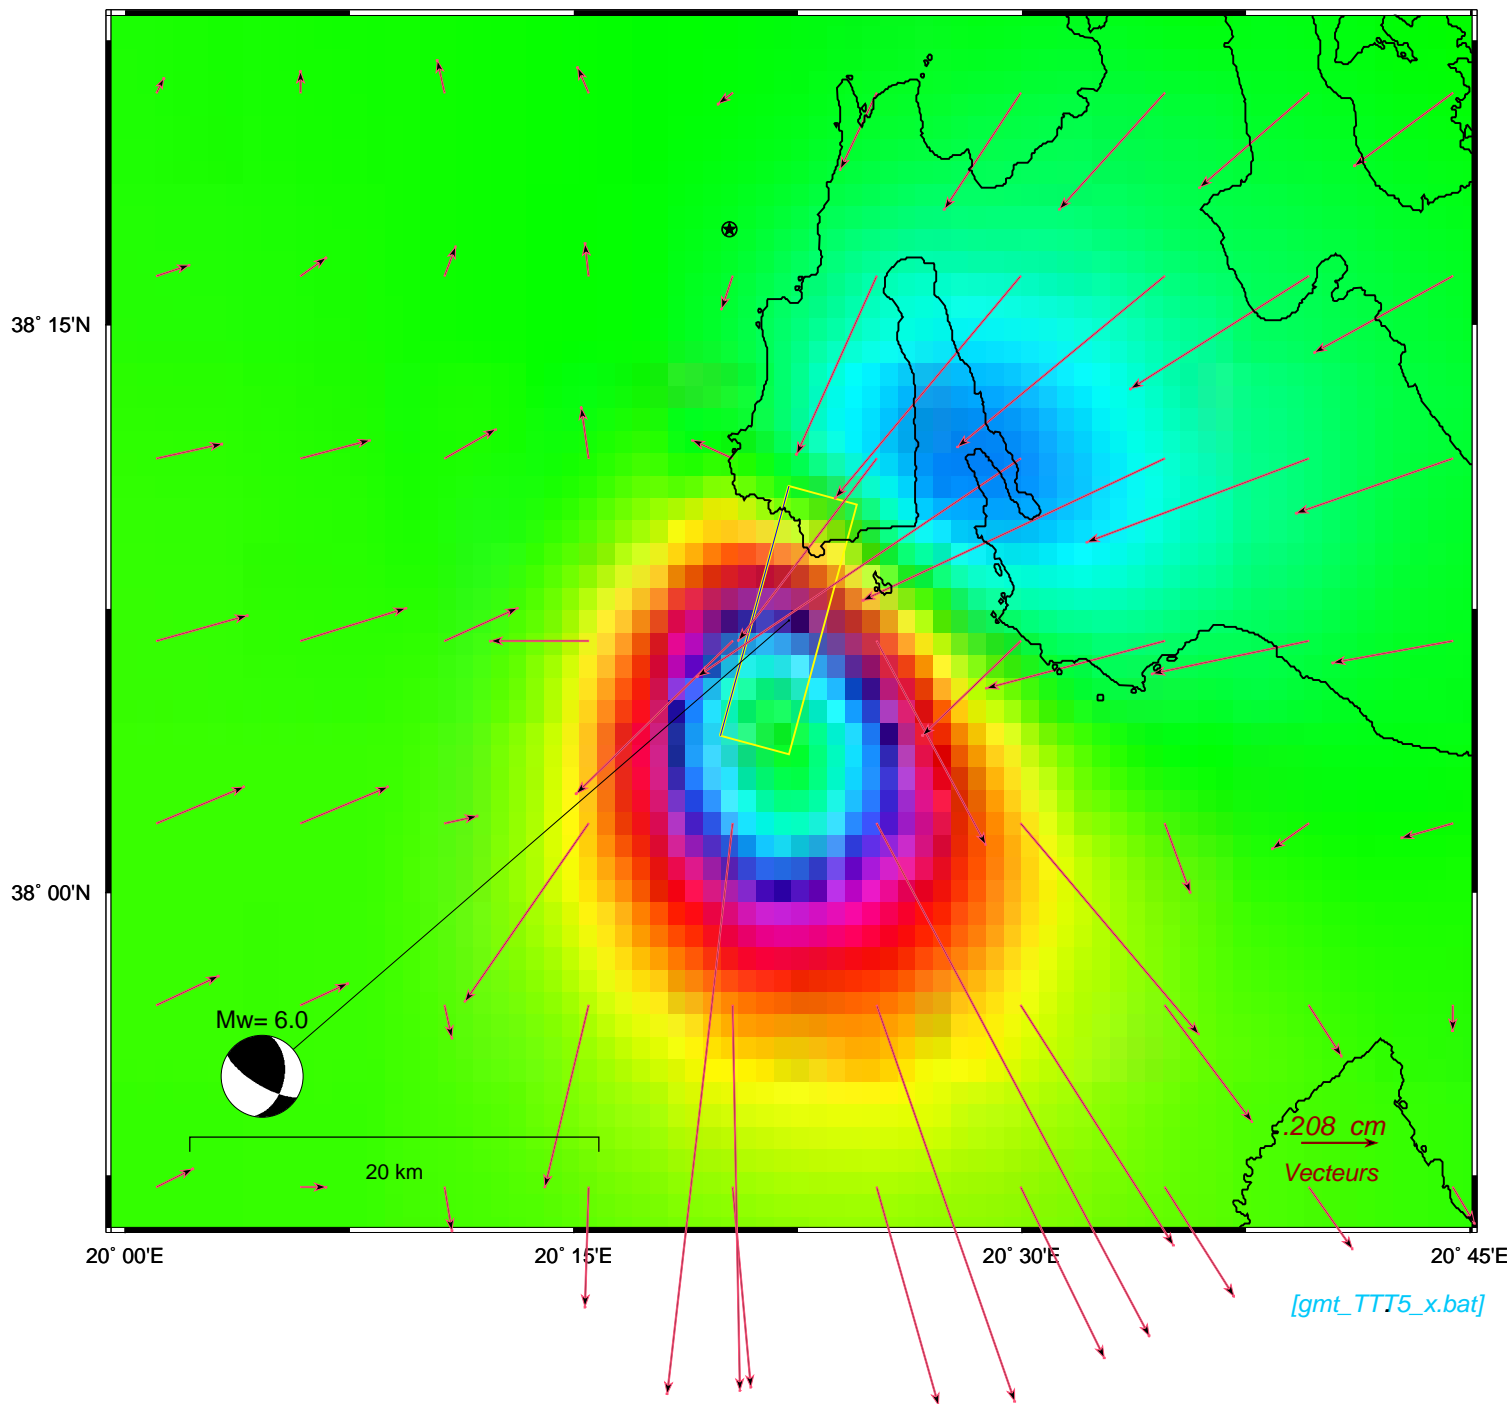 38° 15'N
38° 00'N
Mw= 6.0
20 km
.208 cm
Vecteurs
20° 00'E
20° 15'E
20° 30'E
20° 45'E
[gmt_TTT5_x.bat]